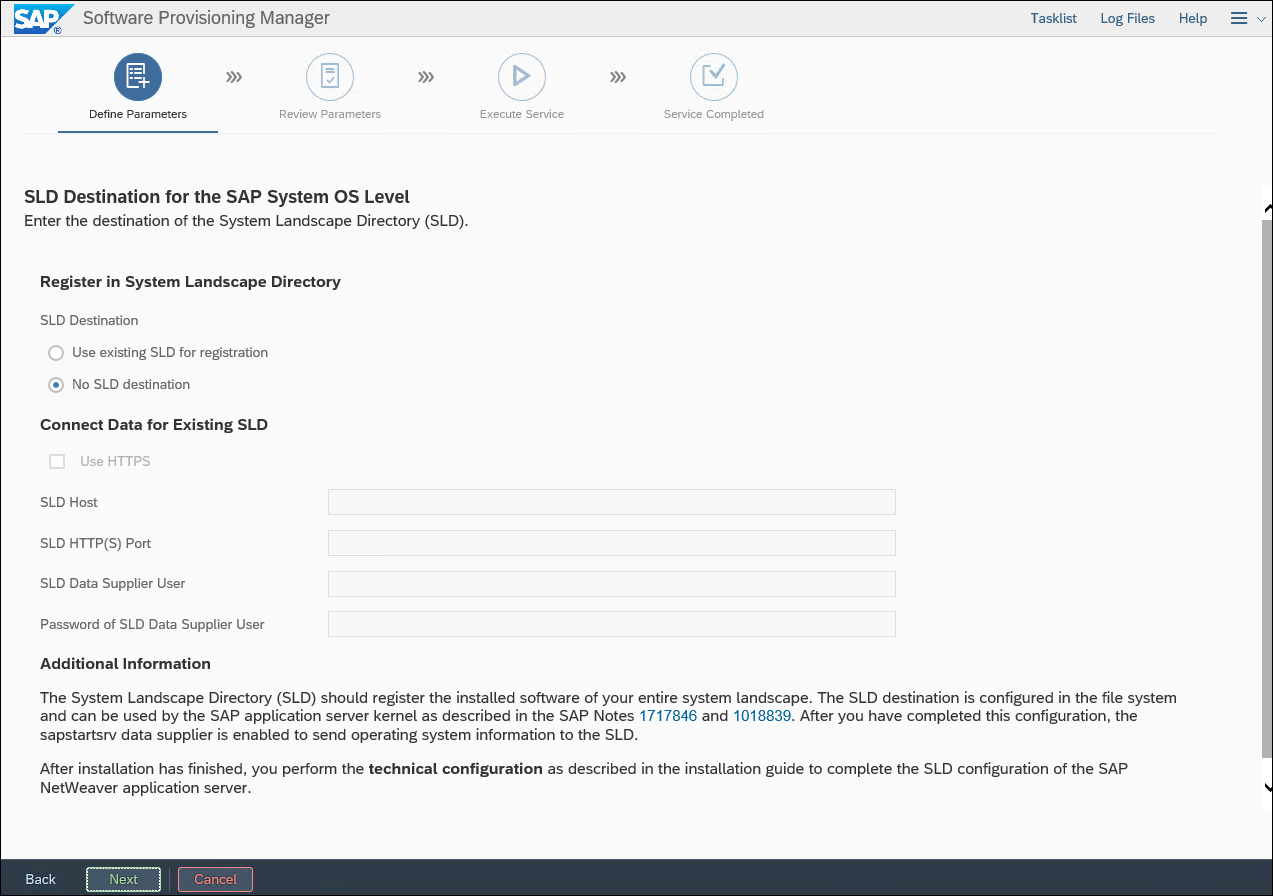 SAP ® Software Provisioning Manager Tasklist Log Files Help
Define Parameters Review Parameters Execute Service Service Completed
SLD Destination for the SAP System OS Level
Enter the destination of the System Landscape Directory (SLD).
Register in System Landscape Directory
SLD Destination
Use existing SLD for registration
No SLD destination
Connect Data for Existing SLD
Use HTTPS
SLD Host
SLD HTTP(S) Port
SLD Data Supplier User
Password of SLD Data Supplier User
Additional Information
The System Landscape Directory (SLD) should register the installed software of your entire system landscape. The SLD destination is configured in the file system
and can be used by the SAP application server kernel as described in the SAP Notes 1717846 and 1018839. After you have completed this configuration, the
sapstartsrv data supplier is enabled to send operating system information to the SLD.
After installation has finished, you perform the technical configuration as described in the installation guide to complete the SLD configuration of the SAP
NetWeaver application server.
Back Next Cancel